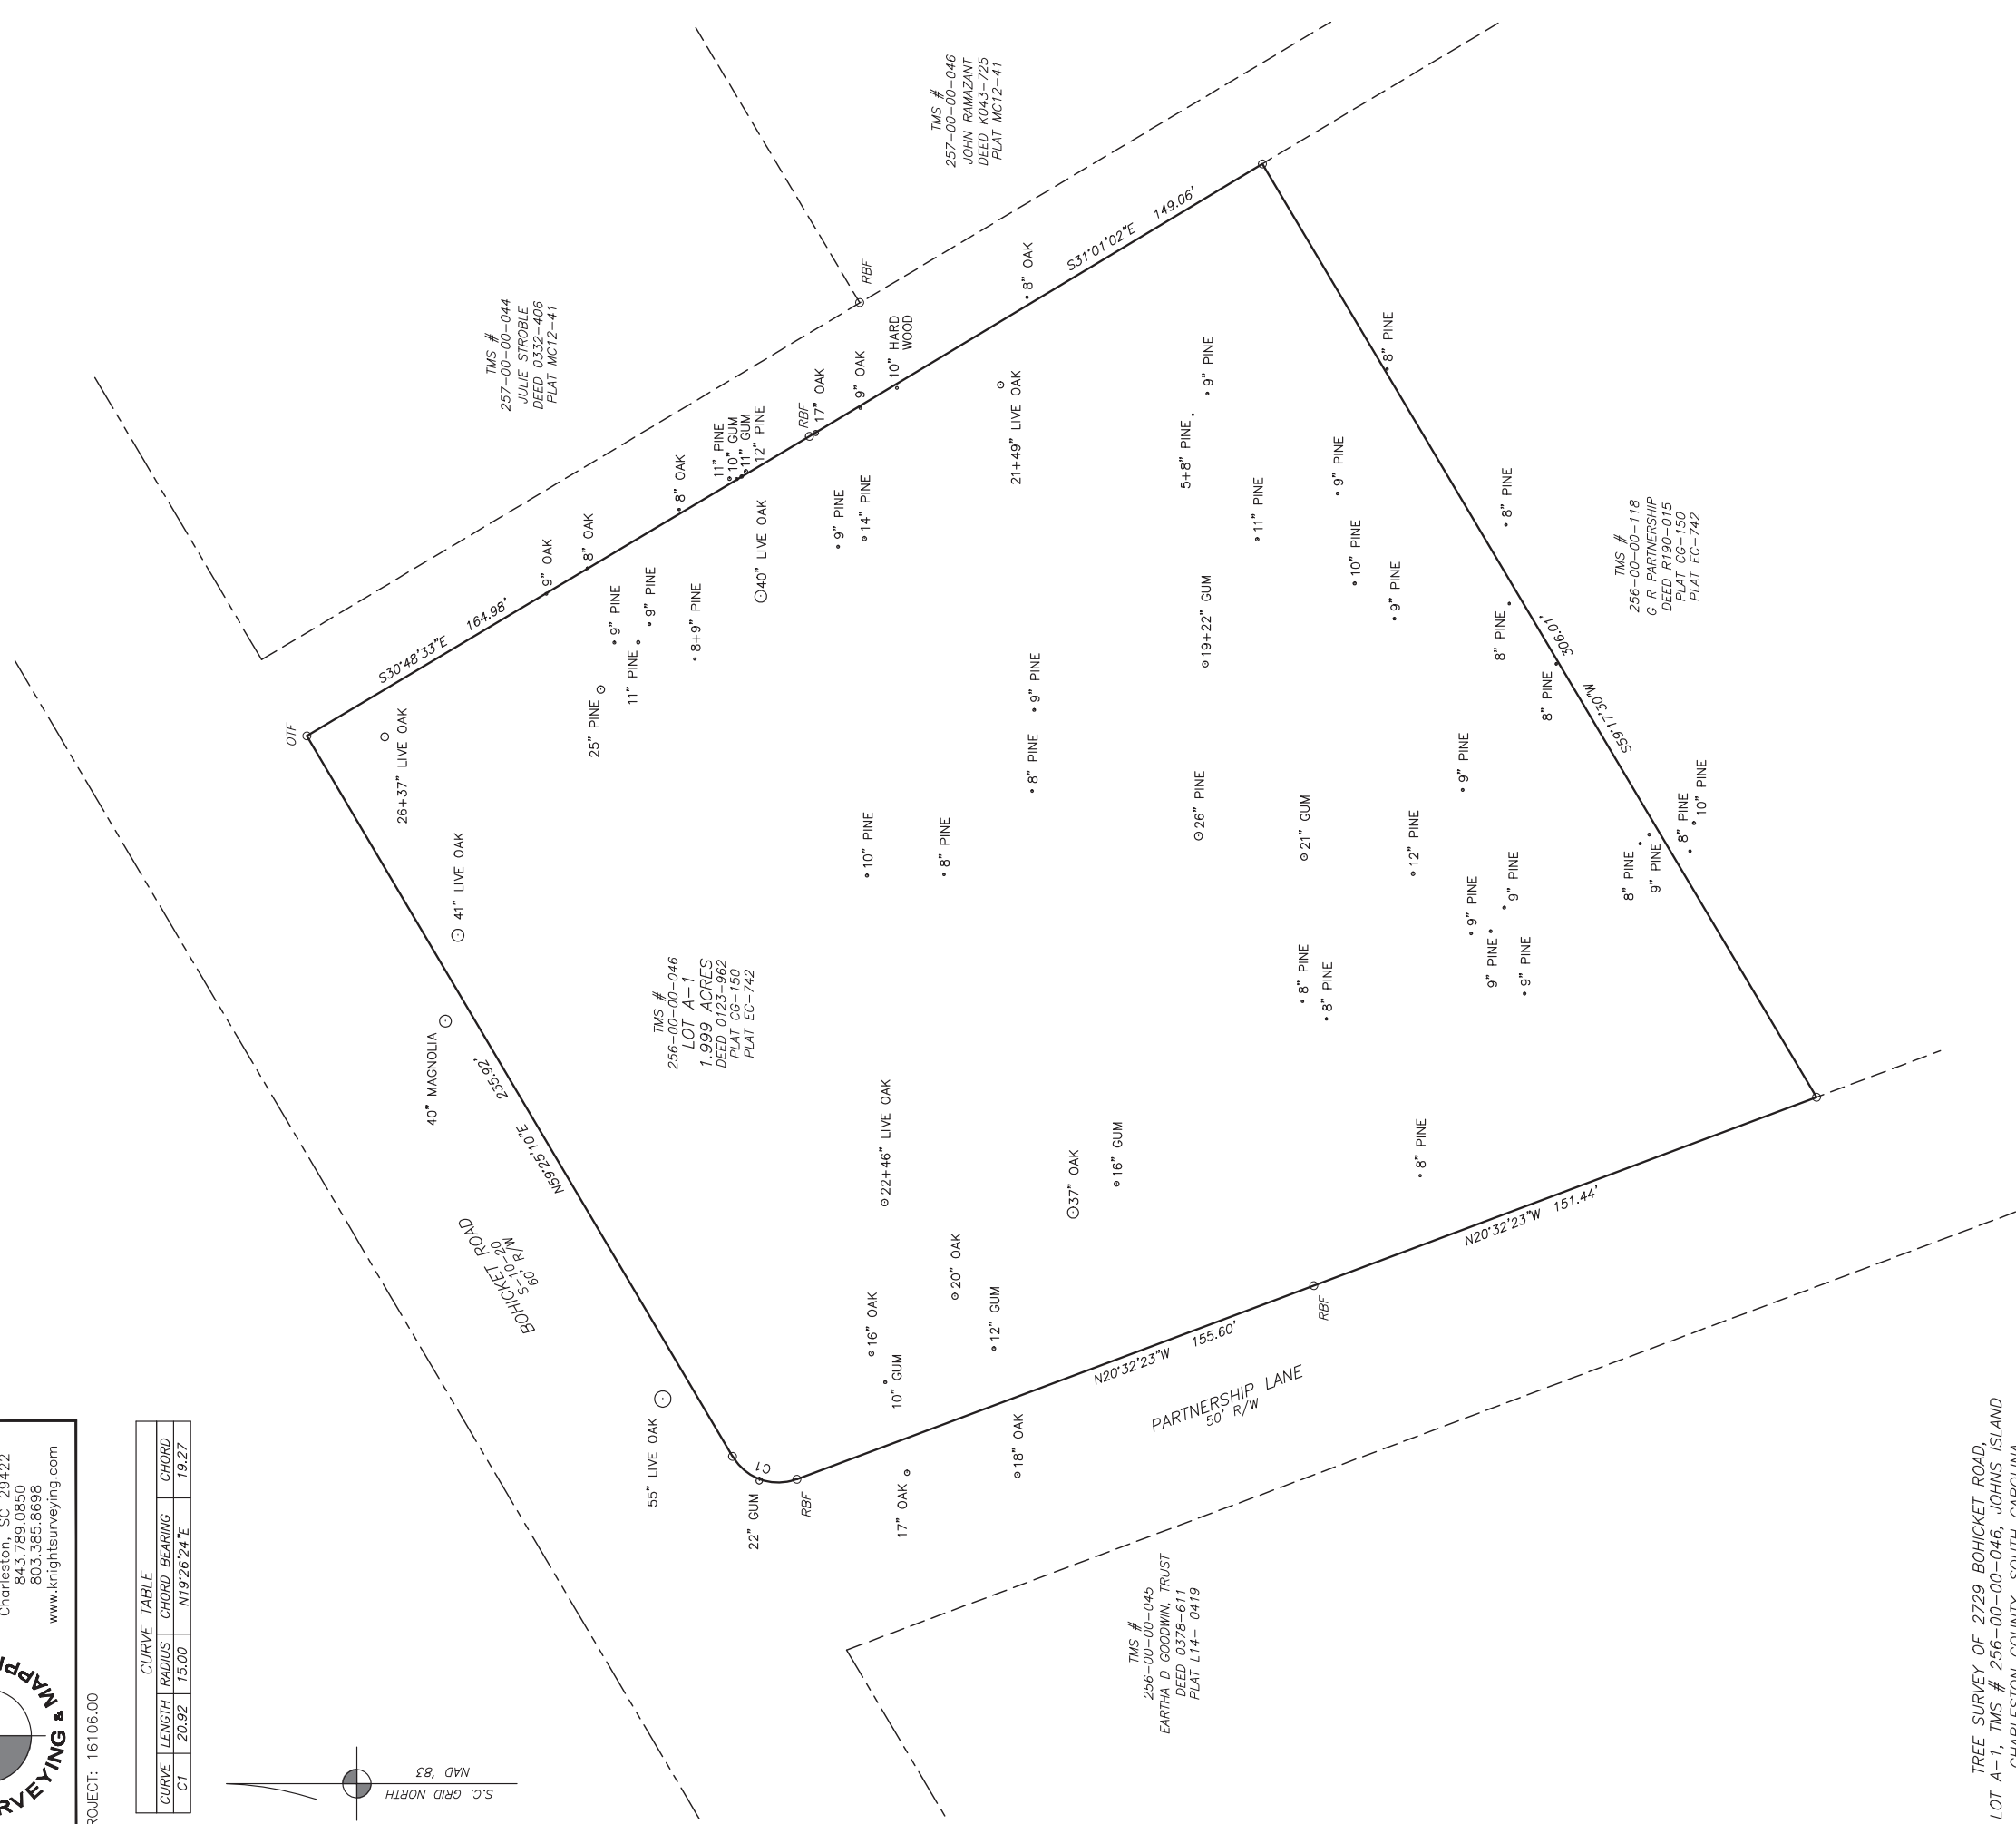 Charleston, SC 29422
843.789.0850
803.385.8698
www.knightsurveying.com
ROJECT: 16106.00
CURVE TABLE
CURVE LENGTH RADIUS CHORD BEARING CHORD
C1 20.92 15.00 N19°26'24"E 19.27
S.C. GRID NORTH
NAD '83
TMS #
257-00-00-044
JULIE STROBLE
DEED 0332-406
PLAT MC12-41
TMS #
257-00-00-046
JOHN RAMAZANT
DEED K043-725
PLAT MC12-41
RBF
OTF
S30°48'33"E 164.98'
S31°01'02"E 149.06'
26+37" LIVE OAK
41" LIVE OAK
40" MAGNOLIA
N59°25'10"E 235.92'
BOHICKET ROAD
S-10-20
60' R/W
55" LIVE OAK
22" GUM
C1
RBF
9" OAK
8" OAK
9" PINE
11" PINE
9" PINE
25" PINE
8+9" PINE
8" OAK
11" PINE
10" GUM
11" GUM
12" PINE
RBF
17" OAK
40" LIVE OAK
9" OAK
10" HARD
WOOD
9" PINE
14" PINE
8" OAK
21+49" LIVE OAK
9" PINE
5+8" PINE
11" PINE
8" PINE
9" PINE
10" PINE
9" PINE
8" PINE
8" PINE
8" PINE
19+22" GUM
9" PINE
8" PINE
10" PINE
8" PINE
26" PINE
21" GUM
12" PINE
9" PINE
9" PINE
9" PINE
9" PINE
9" PINE
8" PINE
8" PINE
8" PINE
9" PINE
8" PINE
10" PINE
S59°17'30"W 306.01'
TMS #
256-00-00-118
G R PARTNERSHIP
DEED R190-015
PLAT CG-150
PLAT EC-742
TMS #
256-00-00-046
LOT A-1
1.999 ACRES
DEED 0123-962
PLAT CG-150
PLAT EC-742
22+46" LIVE OAK
37" OAK
16" GUM
8" PINE
20" OAK
16" OAK
12" GUM
10" GUM
18" OAK
17" OAK
N20°32'23"W 155.60'
RBF
N20°32'23"W 151.44'
PARTNERSHIP LANE
50' R/W
TMS #
256-00-00-045
EARTHA D GOODWIN, TRUST
DEED 0378-611
PLAT L14- 0419
TREE SURVEY OF 2729 BOHICKET ROAD,
LOT A-1, TMS # 256-00-00-046, JOHNS ISLAND
CHARLESTON COUNTY, SOUTH CAROLINA